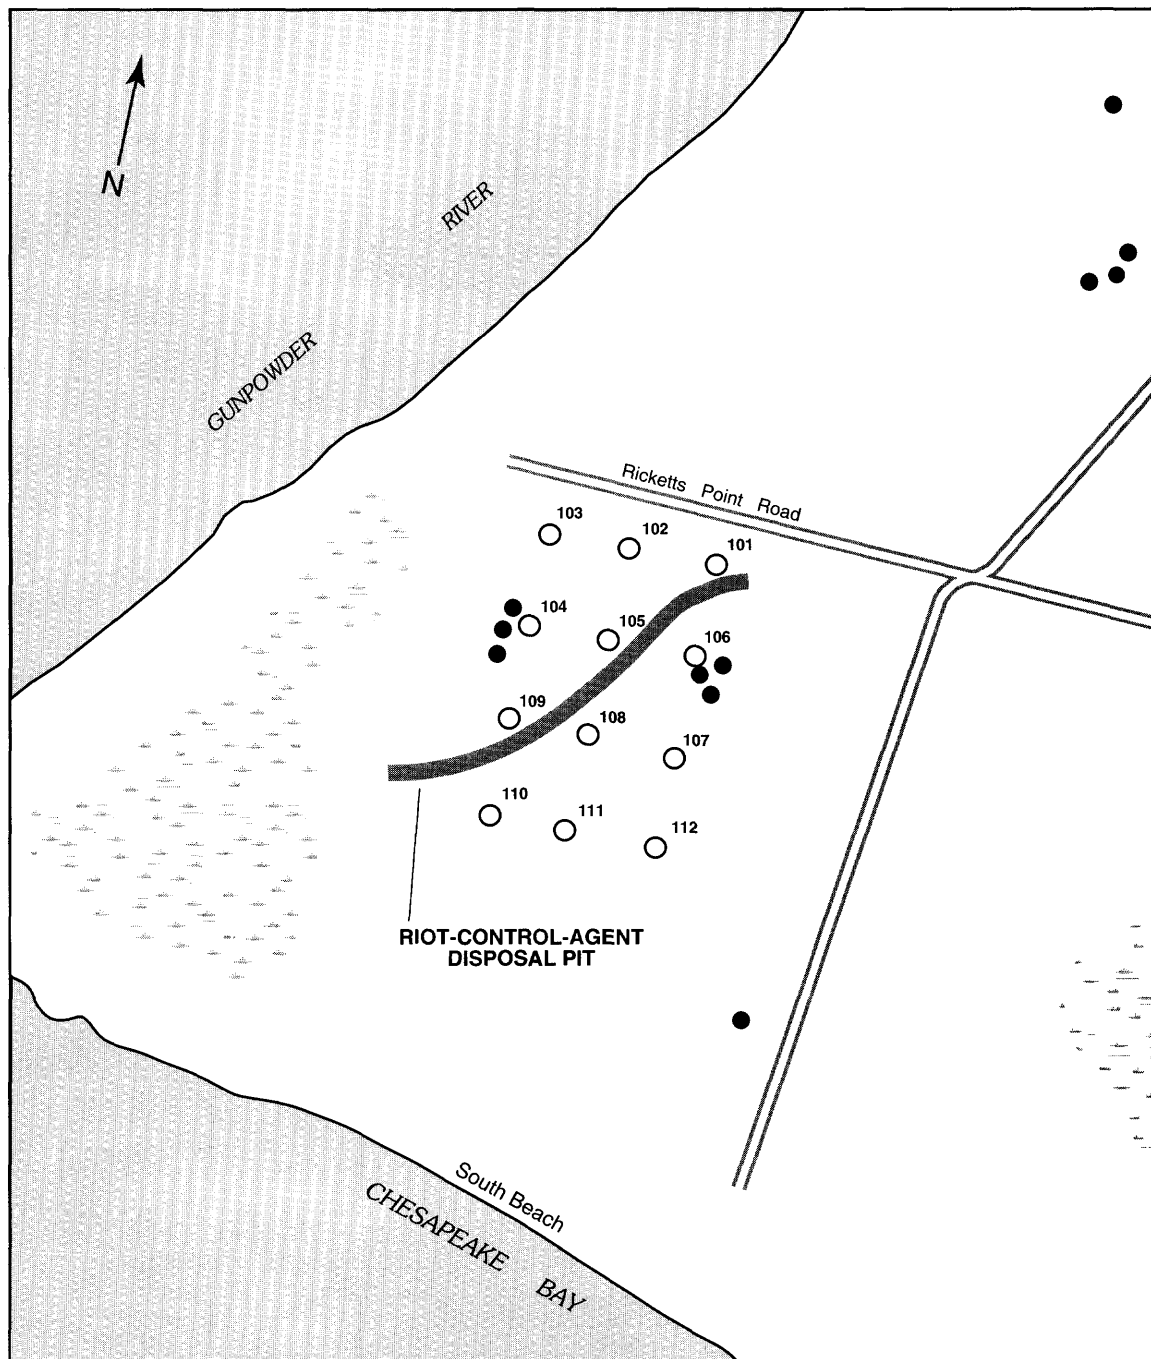 N
RIVER
GUNPOWDER
Ricketts Point Road
103
102
101
104
105
106
109
108
107
110
111
112
RIOT-CONTROL-AGENT
DISPOSAL PIT
South Beach
CHESAPEAKE BAY